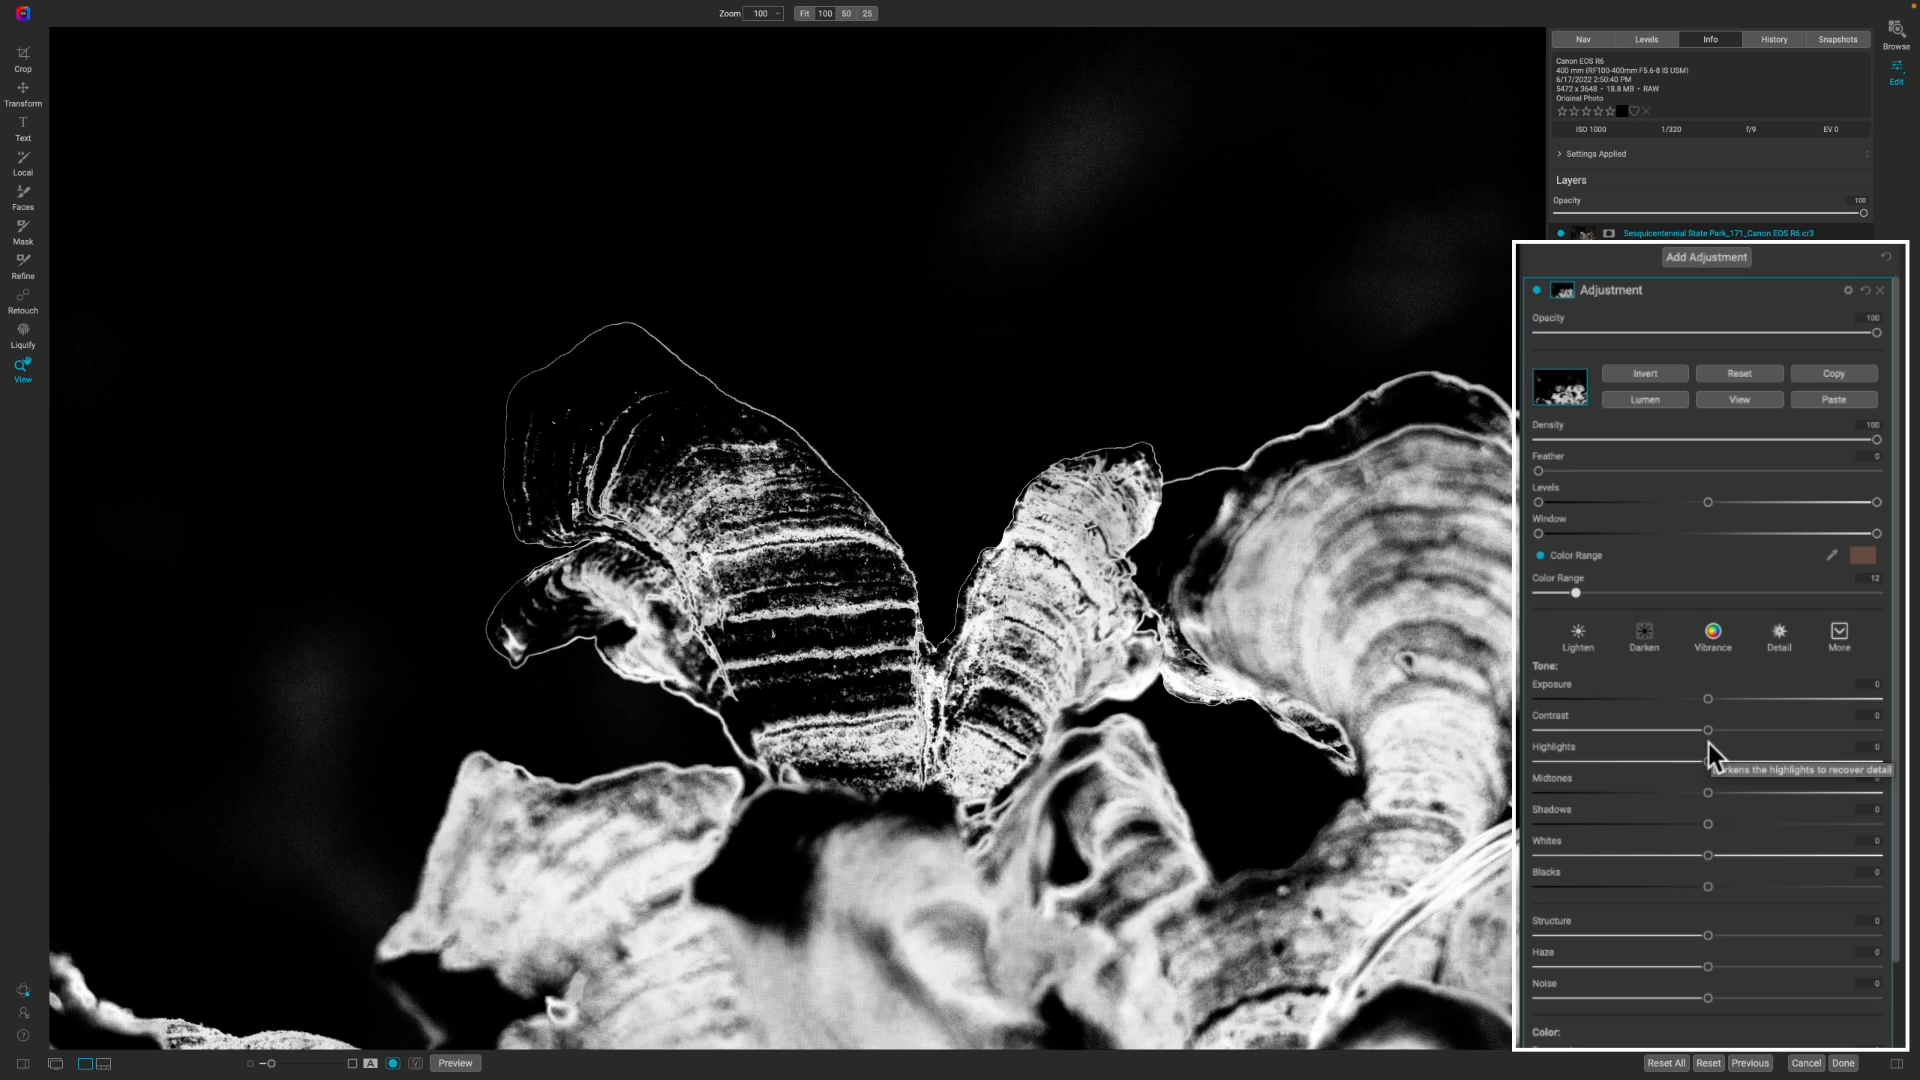 Zoom 100 Fit 100 50 25
Crop
Transform
Text
Local
Faces
Mask
Refine
Retouch
Liquify
View
Nav Levels Info History Snapshots
Canon EOS R6
400 mm (RF100-400mm F5.6-8 IS USM)
6/17/2022 2:50:40 PM
5472 x 3648 • 18.8 MB • RAW
Original Photo
ISO 1000 1/320 f/9 EV 0
Settings Applied
Layers
Opacity 100
Sesquicentennial State Park_171_Canon EOS R6.cr3
Browse
Edit
Add Adjustment
Adjustment
Opacity 100
Invert Reset Copy
Lumen View Paste
Density 100
Feather 0
Levels
Window
Color Range
Color Range 12
Lighten Darken Vibrance Detail More
Tone:
Exposure 0
Contrast 0
Highlights 0
the highlights to recover detail
Midtones 0
Shadows 0
Whites 0
Blacks 0
Structure 0
Haze 0
Noise 0
Color:
A Preview
Reset All Reset Previous Cancel Done